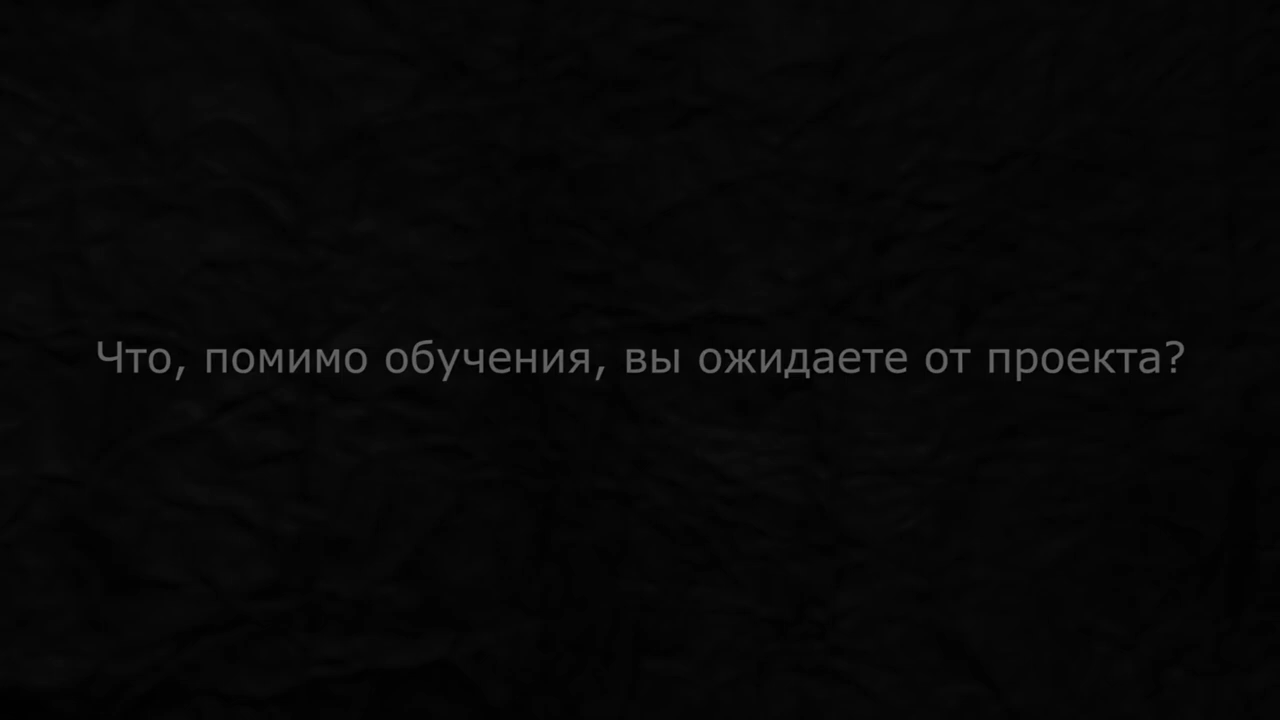 Что, помимо обучения, вы ожидаете от проекта?